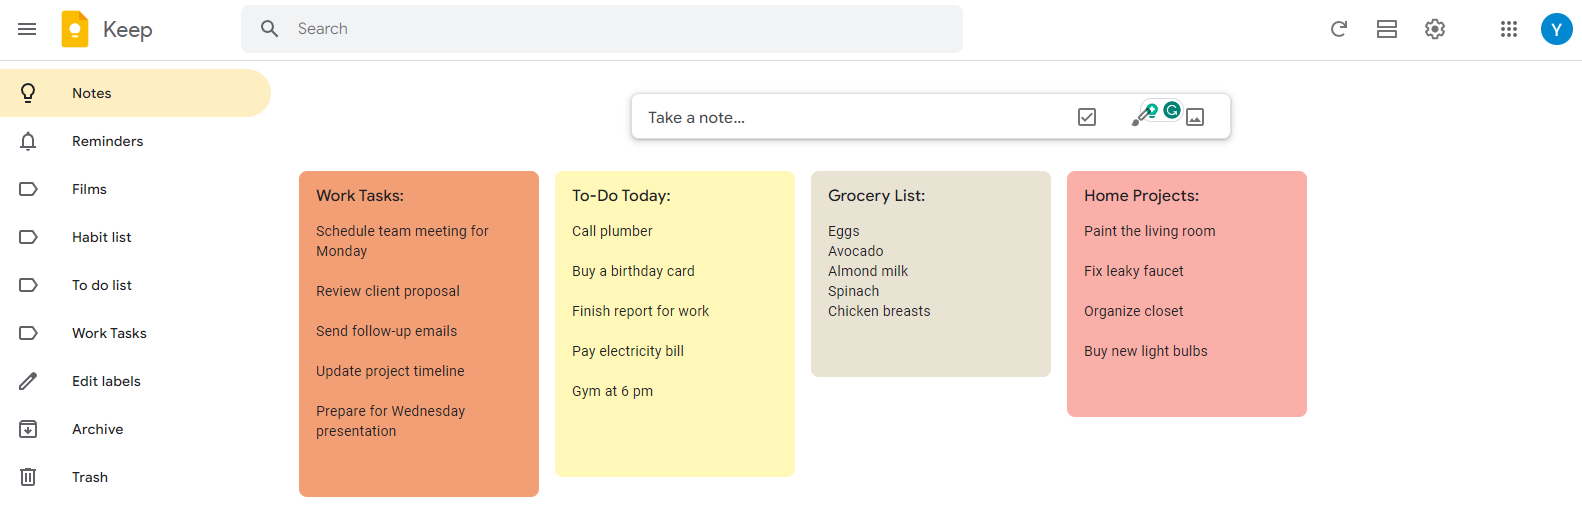 Keep
Search
Y
Notes
Reminders
Films
Habit list
To do list
Work Tasks
Edit labels
Archive
Trash
Take a note...
Work Tasks:
Schedule team meeting for
Monday
Review client proposal
Send follow-up emails
Update project timeline
Prepare for Wednesday
presentation
To-Do Today:
Call plumber
Buy a birthday card
Finish report for work
Pay electricity bill
Gym at 6 pm
Grocery List:
Eggs
Avocado
Almond milk
Spinach
Chicken breasts
Home Projects:
Paint the living room
Fix leaky faucet
Organize closet
Buy new light bulbs